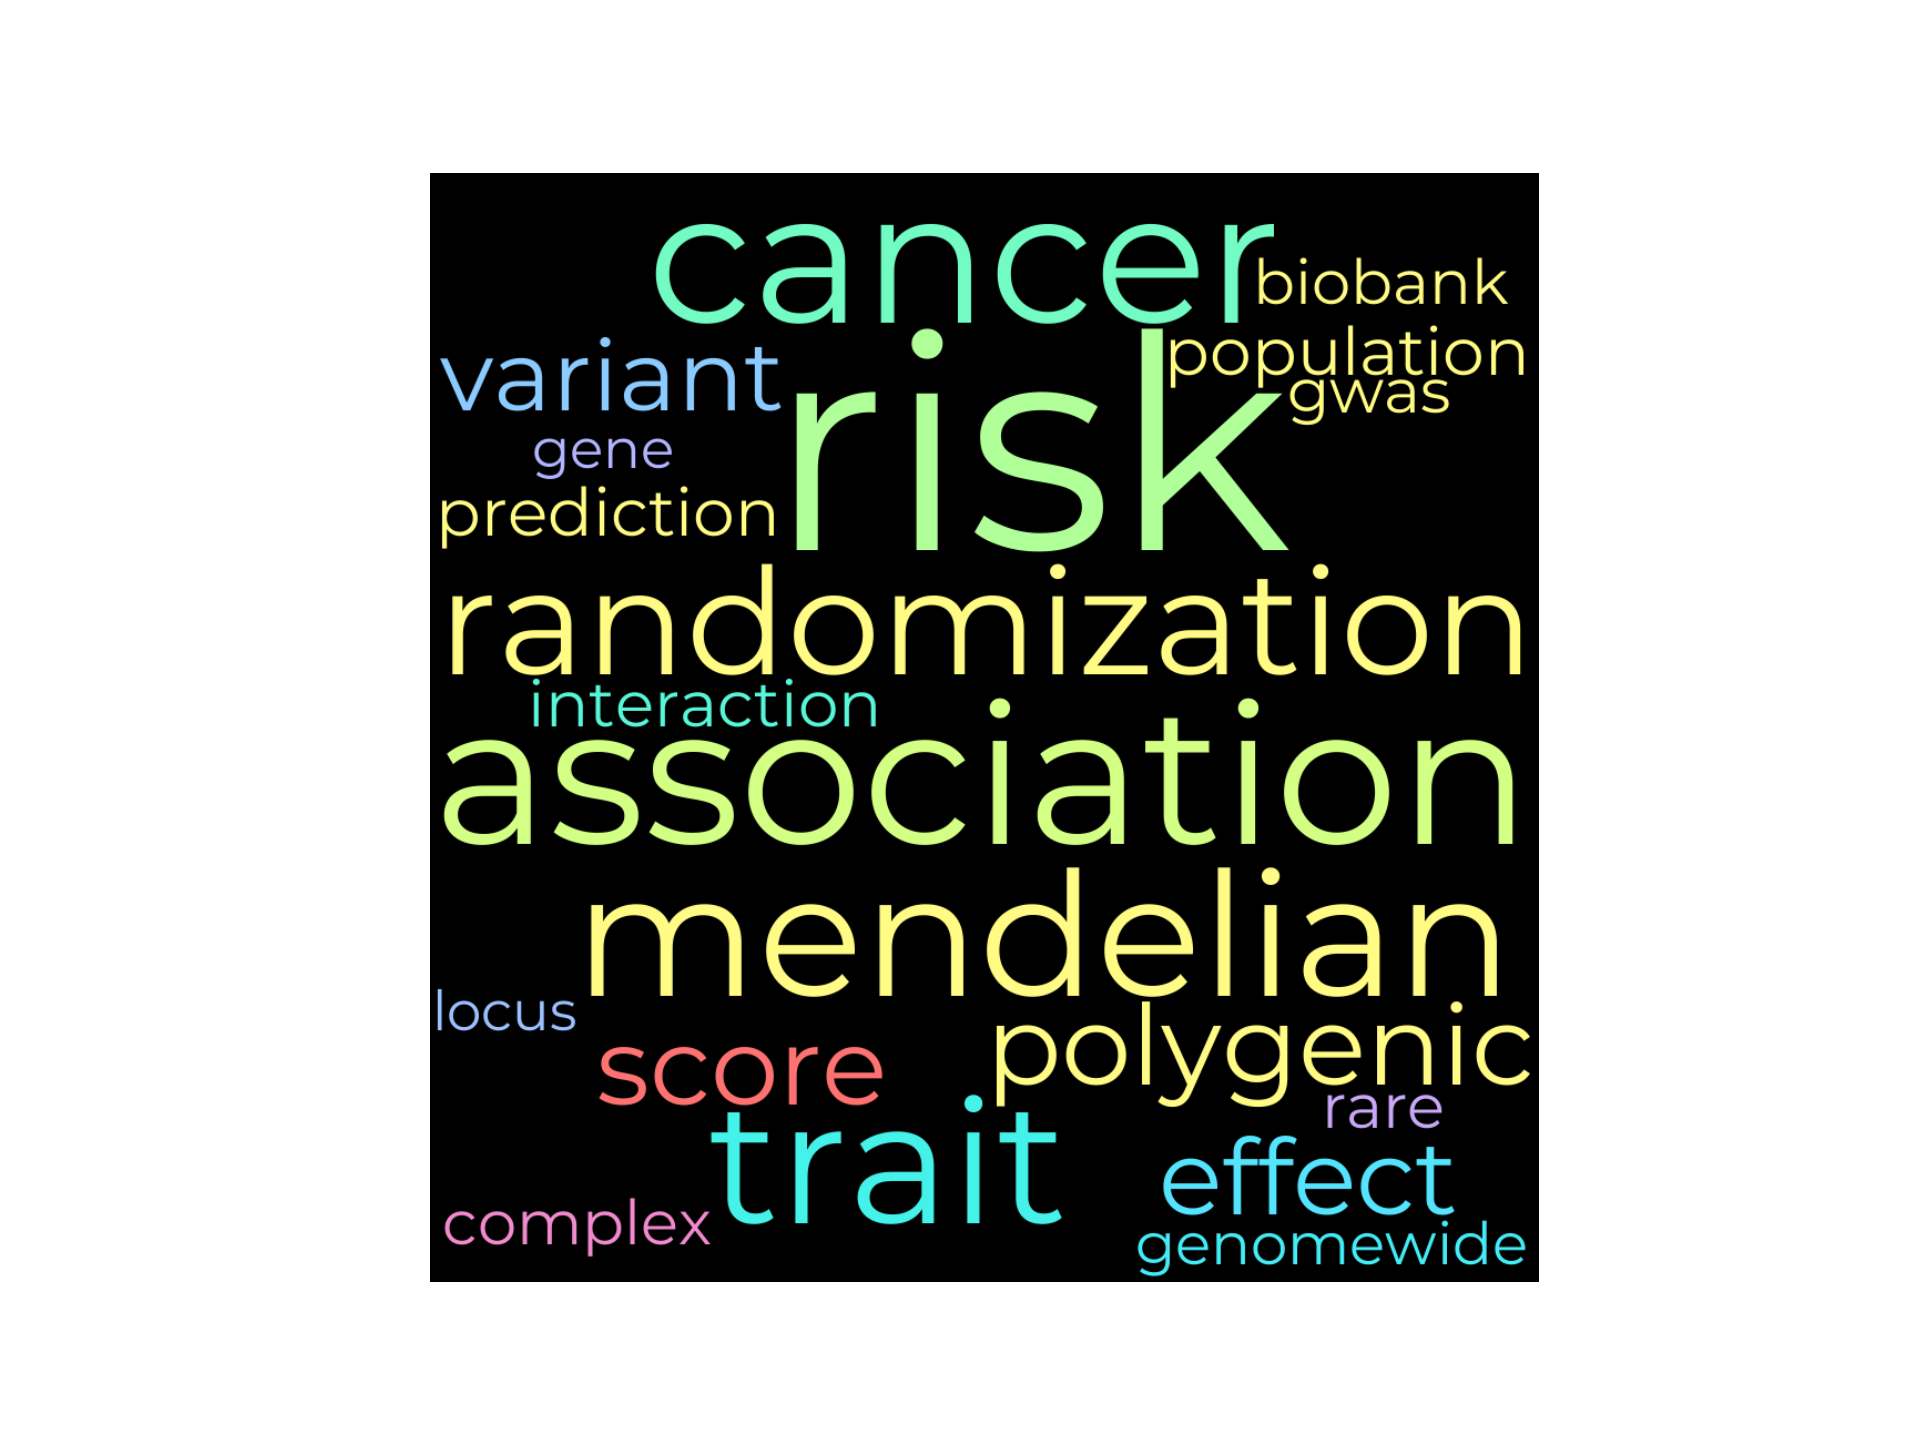 cancer
biobank
variant
population
risk
gwas
gene
prediction
randomization
interaction
association
mendelian
locus
polygenic
score
rare
trait
effect
complex
genomewide